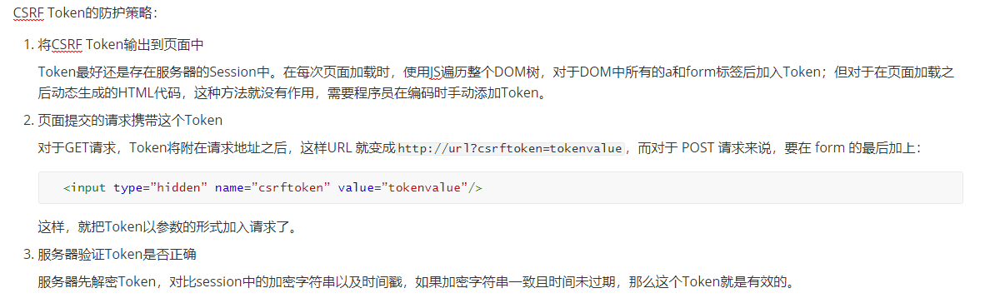 CSRF Token的防护策略：
1. 将CSRF Token输出到页面中
Token最好还是存在服务器的Session中。在每次页面加载时，使用JS遍历整个DOM树，对于DOM中所有的a和form标签后加入Token；但对于在页面加载之
后动态生成的HTML代码，这种方法就没有作用，需要程序员在编码时手动添加Token。
2. 页面提交的请求携带这个Token
对于GET请求，Token将附在请求地址之后，这样URL 就变成http://url?csrftoken=tokenvalue，而对于 POST 请求来说，要在 form 的最后加上：
<input type=”hidden” name=”csrftoken” value=”tokenvalue”/>
这样，就把Token以参数的形式加入请求了。
3. 服务器验证Token是否正确
服务器先解密Token，对比session中的加密字符串以及时间戳，如果加密字符串一致且时间未过期，那么这个Token就是有效的。